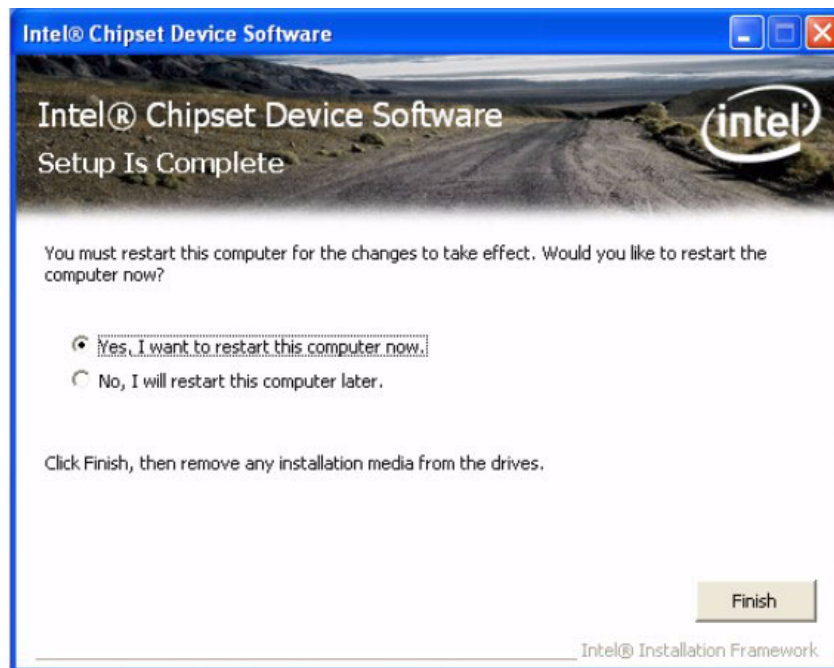 Intel® Chipset Device Software
Intel® Chipset Device Software
intel
Setup Is Complete
You must restart this computer for the changes to take effect. Would you like to restart the
computer now?
Yes, I want to restart this computer now.
No, I will restart this computer later.
Click Finish, then remove any installation media from the drives.
Finish
Intel® Installation Framework